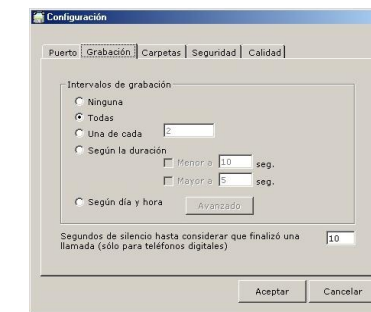 Configuración
Puerto Grabación Carpetas Seguridad Calidad
Intervalos de grabación
Ninguna
Todas
Una de cada 2
Según la duración
Menor a 10 seg.
Mayor a 5 seg.
Según día y hora Avanzado
Segundos de silencio hasta considerar que finalizó una 10
llamada (sólo para teléfonos digitales)
Aceptar Cancelar